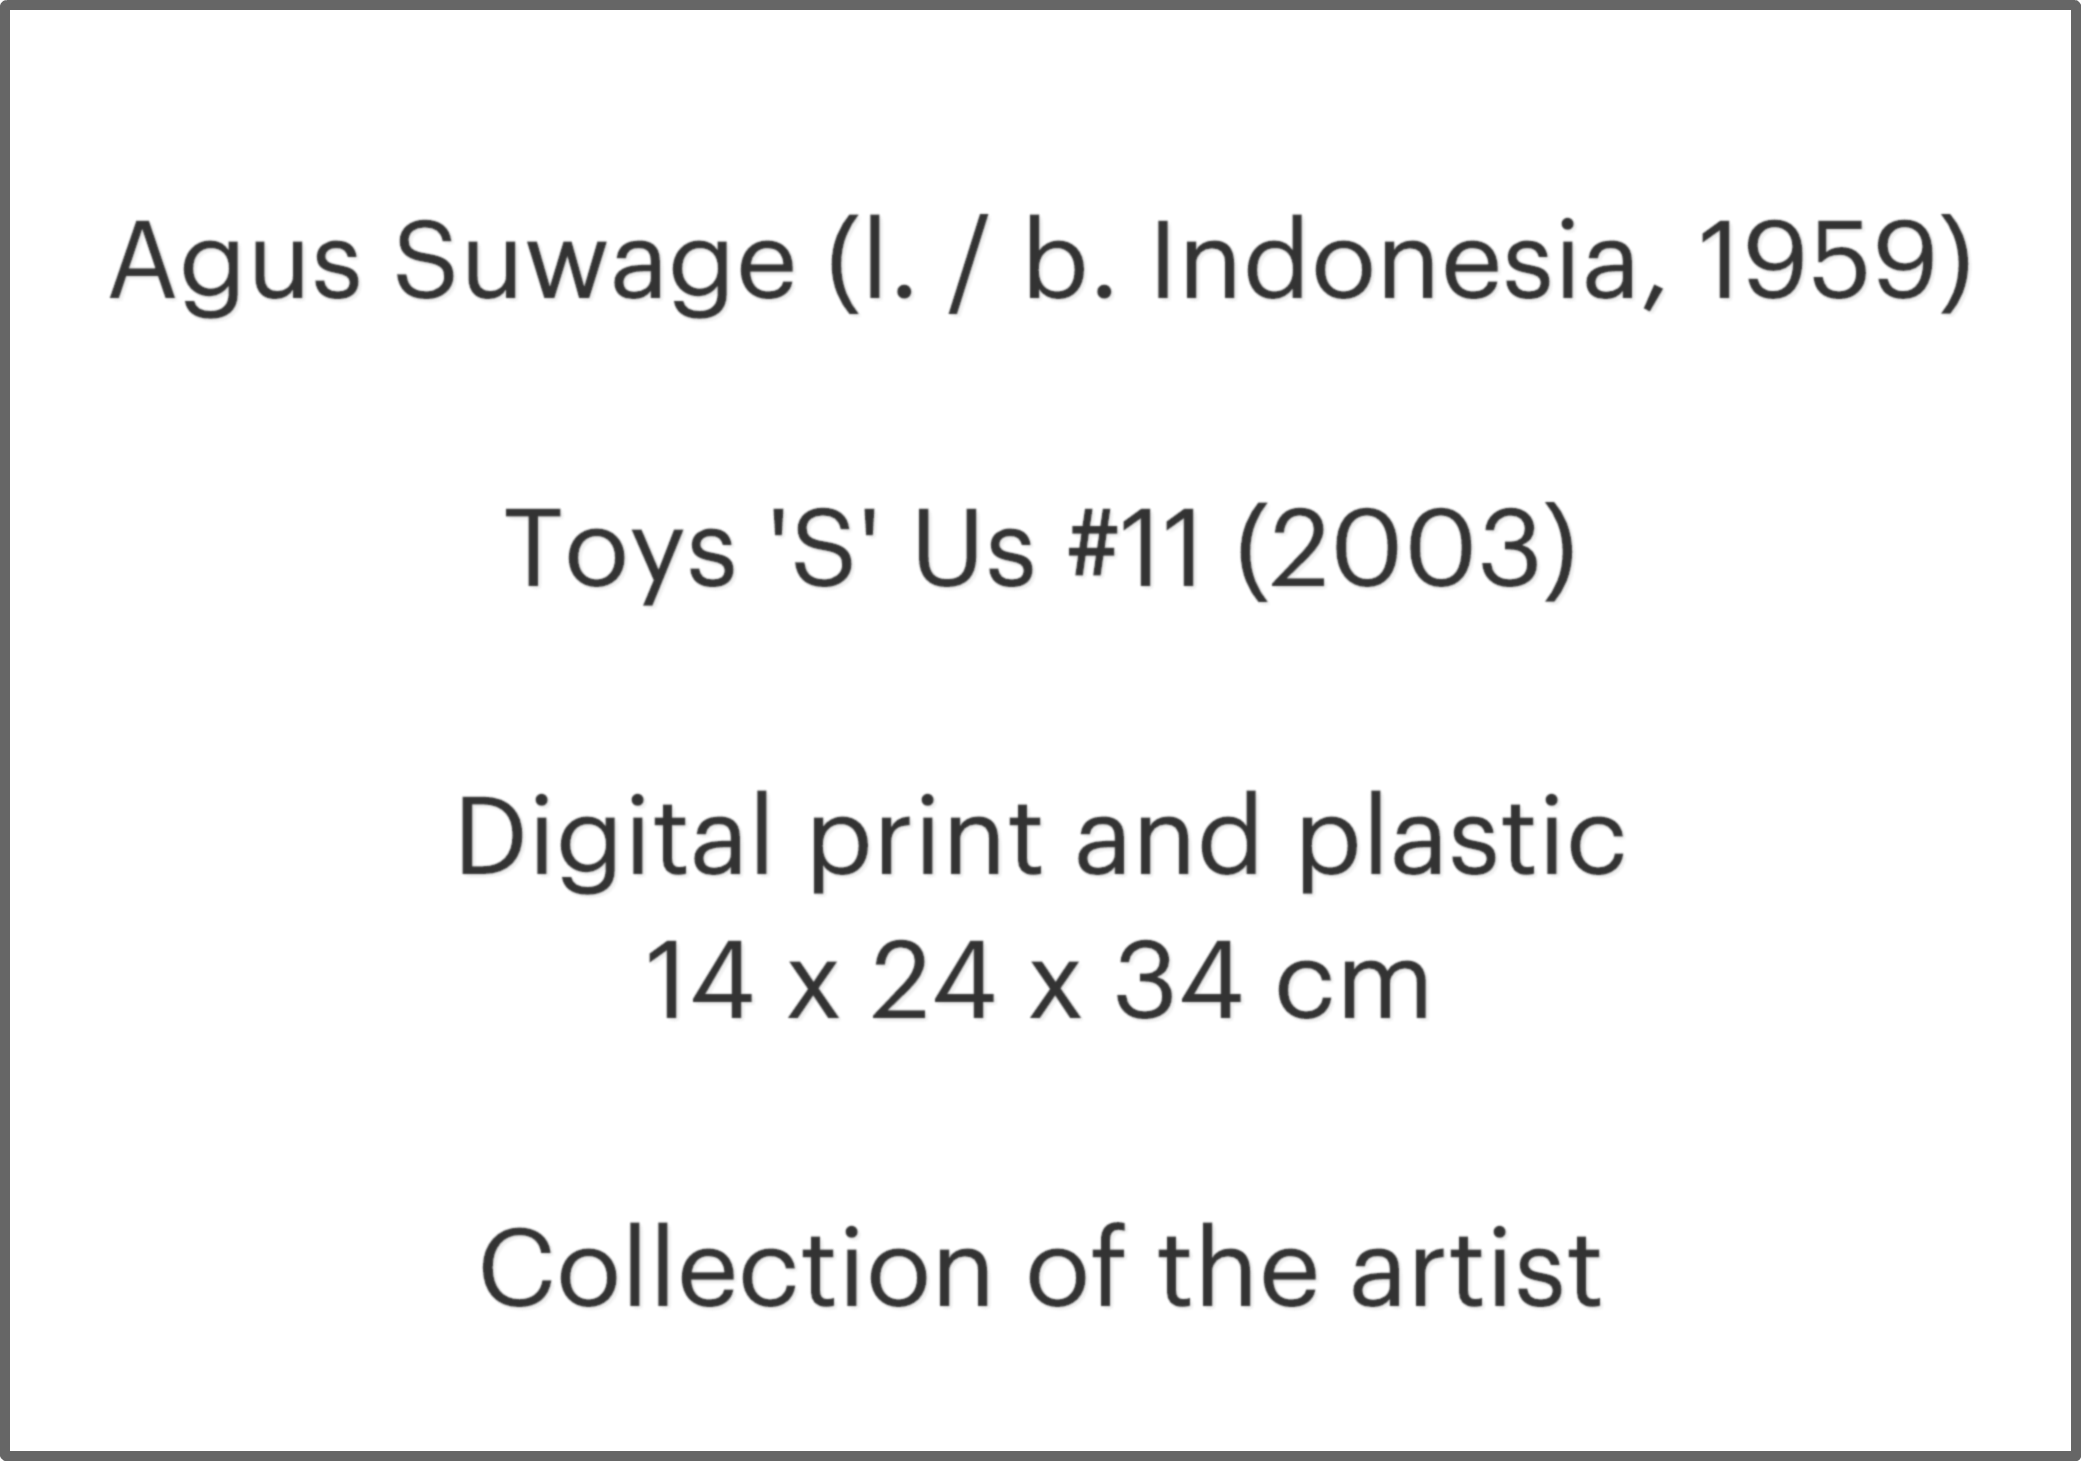 Agus Suwage (l. / b. Indonesia, 1959)
Toys 'S' Us #11 (2003)
Digital print and plastic
14 x 24 x 34 cm
Collection of the artist